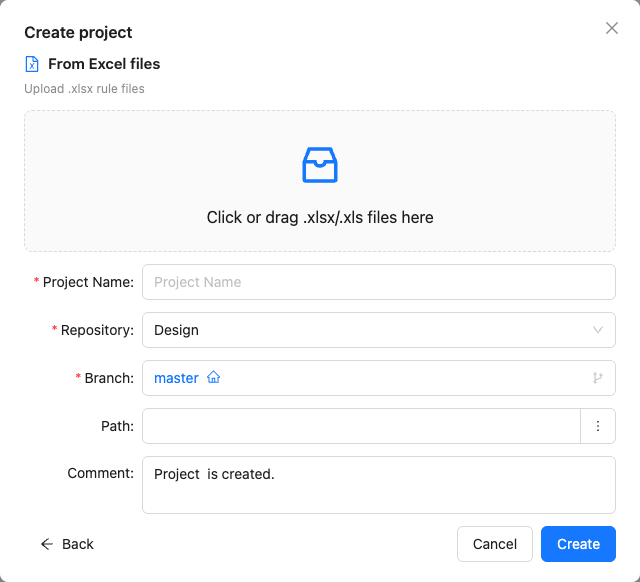 Create project
From Excel files
Upload .xlsx rule files
Click or drag .xlsx/.xls files here
* Project Name: Project Name
* Repository: Design
* Branch: master
Path:
Comment: Project  is created.
Back Cancel Create